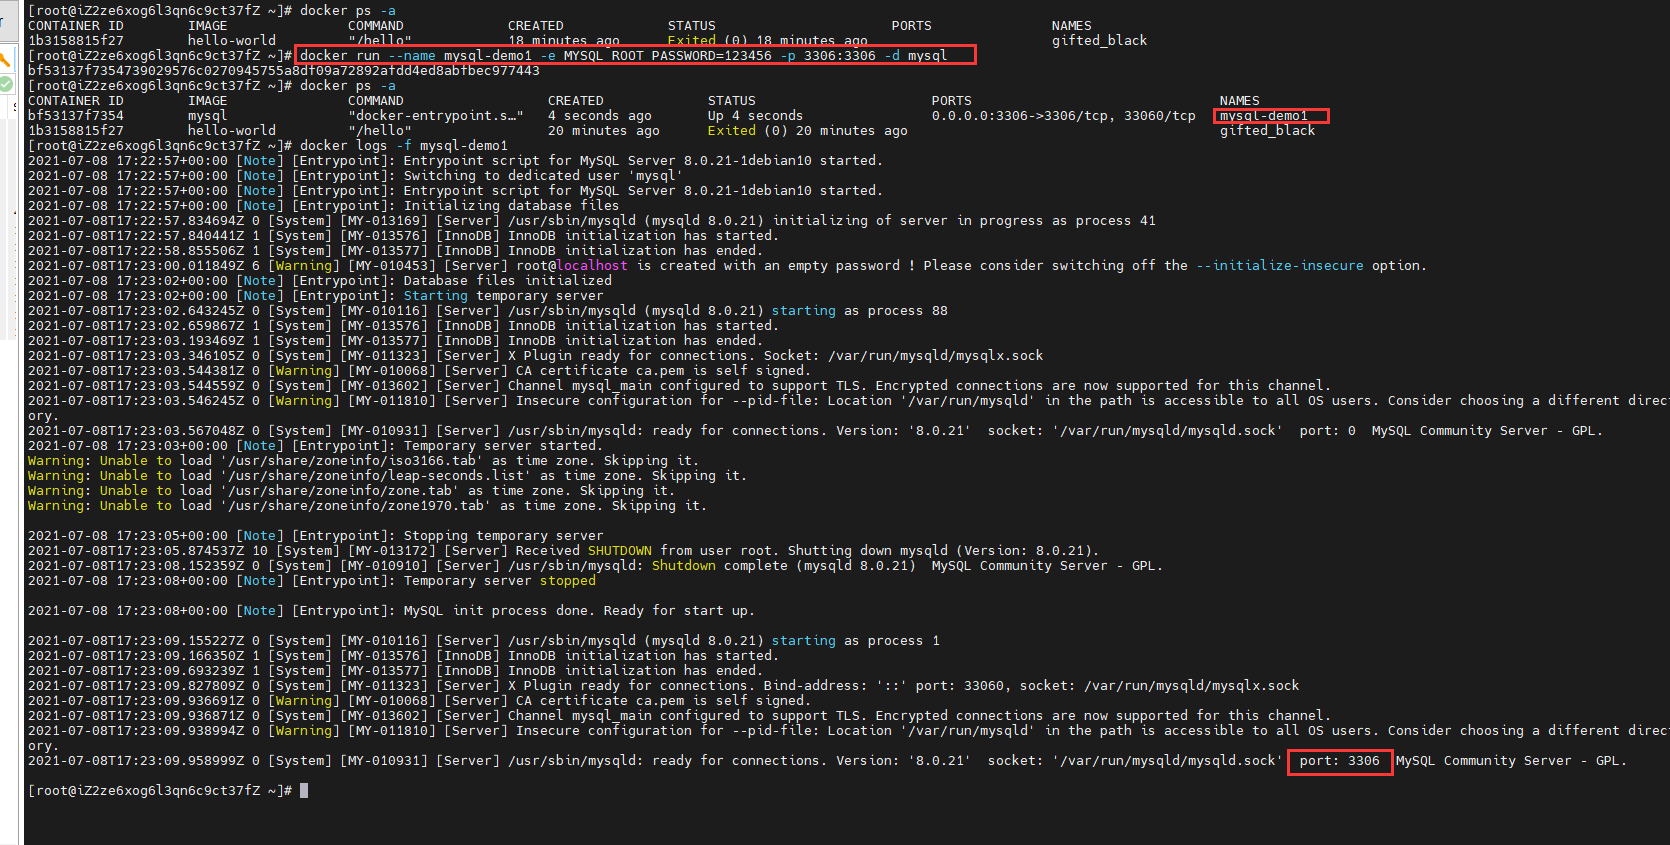 [root@iZ2ze6xog6l3qn6c9ct37fZ ~]# docker ps -a
CONTAINER ID        IMAGE               COMMAND             CREATED             STATUS                      PORTS               NAMES
1b3158815f27        hello-world         "/hello"            18 minutes ago      Exited (0) 18 minutes ago                       gifted_black
[root@iZ2ze6xog6l3qn6c9ct37fZ ~]# docker run --name mysql-demo1 -e MYSQL_ROOT_PASSWORD=123456 -p 3306:3306 -d mysql
bf53137f7354739029576c0270945755a8df09a72892afdd4ed8abfbec977443
[root@iZ2ze6xog6l3qn6c9ct37fZ ~]# docker ps -a
CONTAINER ID        IMAGE               COMMAND                  CREATED             STATUS                      PORTS                               NAMES
bf53137f7354        mysql               "docker-entrypoint.s…"   4 seconds ago       Up 4 seconds                0.0.0.0:3306->3306/tcp, 33060/tcp   mysql-demo1
1b3158815f27        hello-world         "/hello"                 20 minutes ago      Exited (0) 20 minutes ago                                       gifted_black
[root@iZ2ze6xog6l3qn6c9ct37fZ ~]# docker logs -f mysql-demo1
2021-07-08 17:22:57+00:00 [Note] [Entrypoint]: Entrypoint script for MySQL Server 8.0.21-1debian10 started.
2021-07-08 17:22:57+00:00 [Note] [Entrypoint]: Switching to dedicated user 'mysql'
2021-07-08 17:22:57+00:00 [Note] [Entrypoint]: Entrypoint script for MySQL Server 8.0.21-1debian10 started.
2021-07-08 17:22:57+00:00 [Note] [Entrypoint]: Initializing database files
2021-07-08T17:22:57.834694Z 0 [System] [MY-013169] [Server] /usr/sbin/mysqld (mysqld 8.0.21) initializing of server in progress as process 41
2021-07-08T17:22:57.840441Z 1 [System] [MY-013576] [InnoDB] InnoDB initialization has started.
2021-07-08T17:22:58.855506Z 1 [System] [MY-013577] [InnoDB] InnoDB initialization has ended.
2021-07-08T17:23:00.011849Z 6 [Warning] [MY-010453] [Server] root@localhost is created with an empty password ! Please consider switching off the --initialize-insecure option.
2021-07-08 17:23:02+00:00 [Note] [Entrypoint]: Database files initialized
2021-07-08 17:23:02+00:00 [Note] [Entrypoint]: Starting temporary server
2021-07-08T17:23:02.643245Z 0 [System] [MY-010116] [Server] /usr/sbin/mysqld (mysqld 8.0.21) starting as process 88
2021-07-08T17:23:02.659867Z 1 [System] [MY-013576] [InnoDB] InnoDB initialization has started.
2021-07-08T17:23:03.193469Z 1 [System] [MY-013577] [InnoDB] InnoDB initialization has ended.
2021-07-08T17:23:03.346105Z 0 [System] [MY-011323] [Server] X Plugin ready for connections. Socket: /var/run/mysqld/mysqlx.sock
2021-07-08T17:23:03.544381Z 0 [Warning] [MY-010068] [Server] CA certificate ca.pem is self signed.
2021-07-08T17:23:03.544559Z 0 [System] [MY-013602] [Server] Channel mysql_main configured to support TLS. Encrypted connections are now supported for this channel.
2021-07-08T17:23:03.546245Z 0 [Warning] [MY-011810] [Server] Insecure configuration for --pid-file: Location '/var/run/mysqld' in the path is accessible to all OS users. Consider choosing a different direct
ory.
2021-07-08T17:23:03.567048Z 0 [System] [MY-010931] [Server] /usr/sbin/mysqld: ready for connections. Version: '8.0.21'  socket: '/var/run/mysqld/mysqld.sock'  port: 0  MySQL Community Server - GPL.
2021-07-08 17:23:03+00:00 [Note] [Entrypoint]: Temporary server started.
Warning: Unable to load '/usr/share/zoneinfo/iso3166.tab' as time zone. Skipping it.
Warning: Unable to load '/usr/share/zoneinfo/leap-seconds.list' as time zone. Skipping it.
Warning: Unable to load '/usr/share/zoneinfo/zone.tab' as time zone. Skipping it.
Warning: Unable to load '/usr/share/zoneinfo/zone1970.tab' as time zone. Skipping it.
2021-07-08 17:23:05+00:00 [Note] [Entrypoint]: Stopping temporary server
2021-07-08T17:23:05.874537Z 10 [System] [MY-013172] [Server] Received SHUTDOWN from user root. Shutting down mysqld (Version: 8.0.21).
2021-07-08T17:23:08.152359Z 0 [System] [MY-010910] [Server] /usr/sbin/mysqld: Shutdown complete (mysqld 8.0.21)  MySQL Community Server - GPL.
2021-07-08 17:23:08+00:00 [Note] [Entrypoint]: Temporary server stopped
2021-07-08 17:23:08+00:00 [Note] [Entrypoint]: MySQL init process done. Ready for start up.
2021-07-08T17:23:09.155227Z 0 [System] [MY-010116] [Server] /usr/sbin/mysqld (mysqld 8.0.21) starting as process 1
2021-07-08T17:23:09.166350Z 1 [System] [MY-013576] [InnoDB] InnoDB initialization has started.
2021-07-08T17:23:09.693239Z 1 [System] [MY-013577] [InnoDB] InnoDB initialization has ended.
2021-07-08T17:23:09.827809Z 0 [System] [MY-011323] [Server] X Plugin ready for connections. Bind-address: '::' port: 33060, socket: /var/run/mysqld/mysqlx.sock
2021-07-08T17:23:09.936691Z 0 [Warning] [MY-010068] [Server] CA certificate ca.pem is self signed.
2021-07-08T17:23:09.936871Z 0 [System] [MY-013602] [Server] Channel mysql_main configured to support TLS. Encrypted connections are now supported for this channel.
2021-07-08T17:23:09.938994Z 0 [Warning] [MY-011810] [Server] Insecure configuration for --pid-file: Location '/var/run/mysqld' in the path is accessible to all OS users. Consider choosing a different direct
ory.
2021-07-08T17:23:09.958999Z 0 [System] [MY-010931] [Server] /usr/sbin/mysqld: ready for connections. Version: '8.0.21'  socket: '/var/run/mysqld/mysqld.sock'  port: 3306  MySQL Community Server - GPL.
[root@iZ2ze6xog6l3qn6c9ct37fZ ~]#